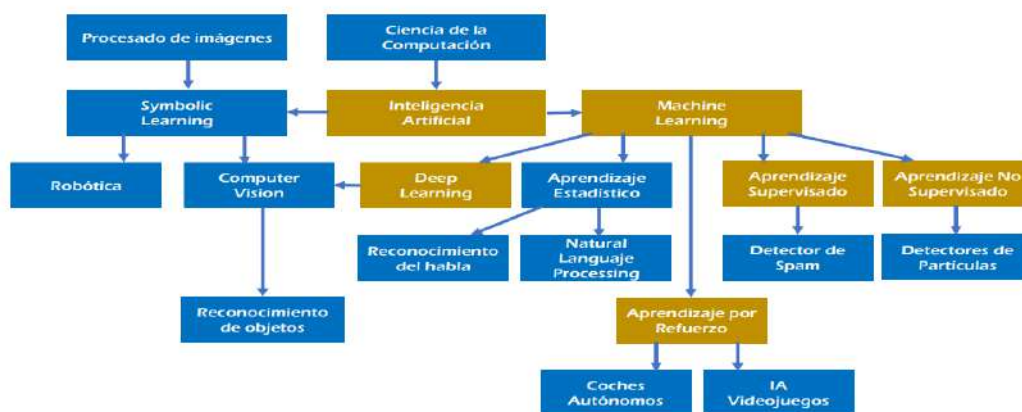 Procesado de imágenes
Ciencia de la
Computación
Symbolic
Learning
Inteligencia
Artificial
Machine
Learning
Robótica
Computer
Vision
Deep
Learning
Aprendizaje
Estadístico
Aprendizaje
Supervisado
Aprendizaje No
Supervisado
Reconocimiento
del habla
Natural
Languaje
Processing
Detector de
Spam
Detectores de
Partículas
Reconocimiento
de objetos
Aprendizaje por
Refuerzo
Coches
Autónomos
IA
Videojuegos